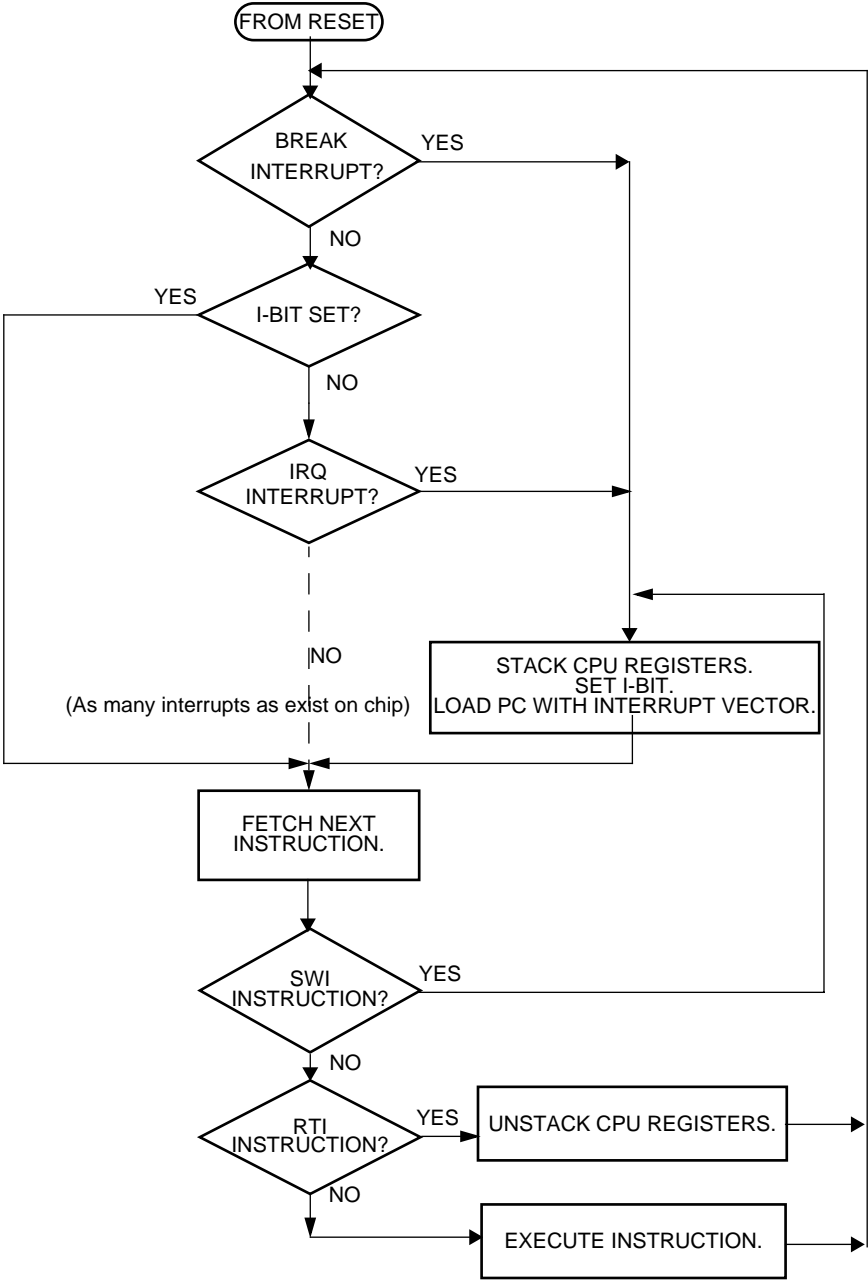 FROM RESET
BREAK
INTERRUPT?
YES
NO
YES
I-BIT SET?
NO
IRQ
INTERRUPT?
YES
NO
(As many interrupts as exist on chip)
STACK CPU REGISTERS.
SET I-BIT.
LOAD PC WITH INTERRUPT VECTOR.
FETCH NEXT
INSTRUCTION.
SWI
INSTRUCTION?
YES
NO
RTI
INSTRUCTION?
YES
UNSTACK CPU REGISTERS.
NO
EXECUTE INSTRUCTION.